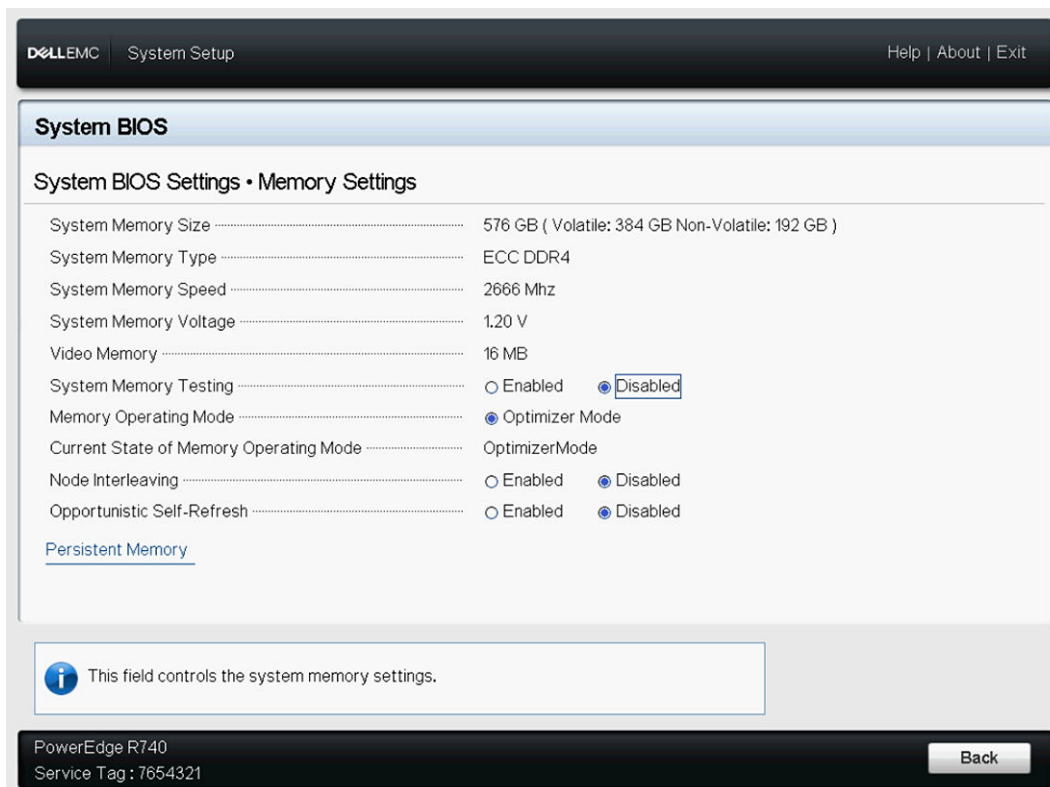 DELLEMC System Setup Help | About | Exit
System BIOS
System BIOS Settings • Memory Settings
System Memory Size 576 GB ( Volatile: 384 GB Non-Volatile: 192 GB )
System Memory Type ECC DDR4
System Memory Speed 2666 Mhz
System Memory Voltage 1.20 V
Video Memory 16 MB
System Memory Testing Enabled Disabled
Memory Operating Mode Optimizer Mode
Current State of Memory Operating Mode OptimizerMode
Node Interleaving Enabled Disabled
Opportunistic Self-Refresh Enabled Disabled
Persistent Memory
This field controls the system memory settings.
PowerEdge R740
Service Tag : 7654321
Back